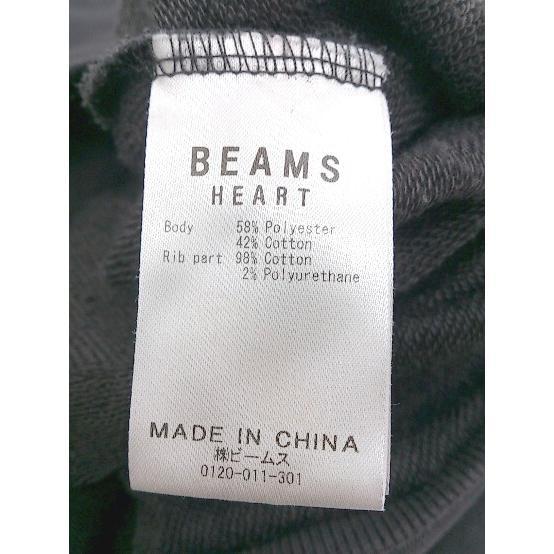 BEAMS
HEART
Body 58% Polyester
42% Cotton
Rib part 98% Cotton
2% Polyurethane
MADE IN CHINA
㈱ビームス
0120-011-301